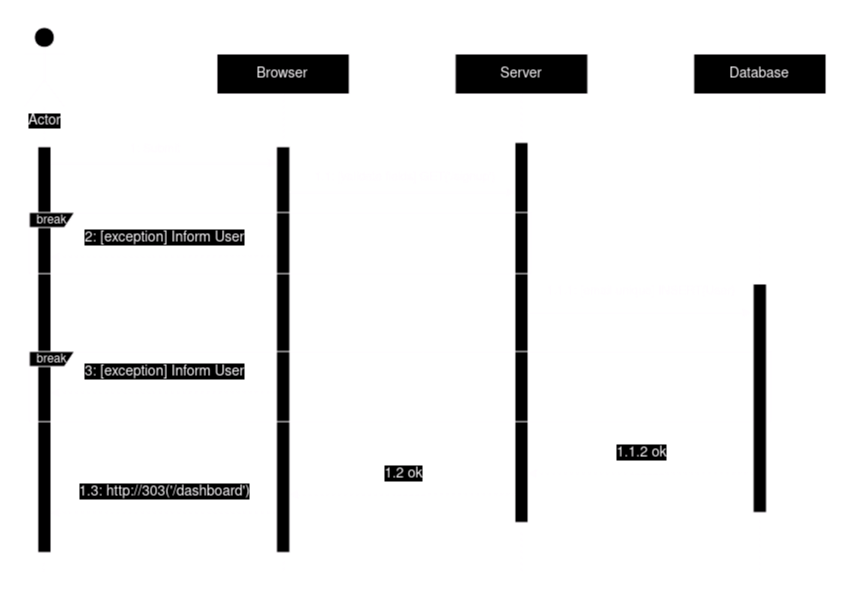 Browser
Server
Database
Actor
break
2: [exception] Inform User
break
3: [exception] Inform User
1.1.2 ok
1.2 ok
1.3: http://303('/dashboard')